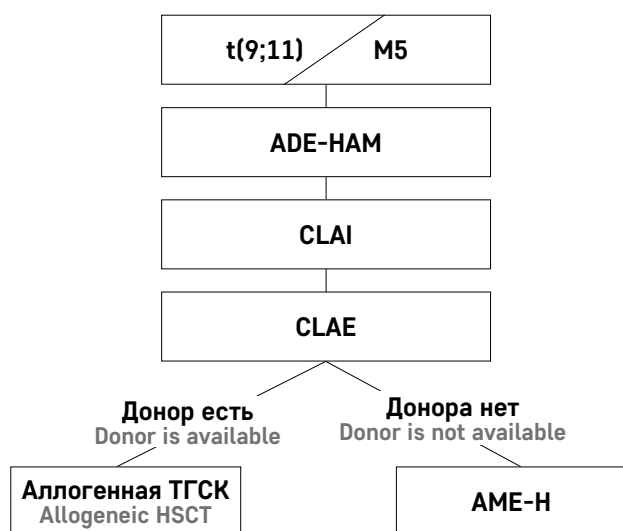 t(9;11) M5
ADE-HAM
CLAI
CLAE
Донор есть
Donor is available
Донора нет
Donor is not available
Аллогенная ТГСК
Allogeneic HSCT
AME-H